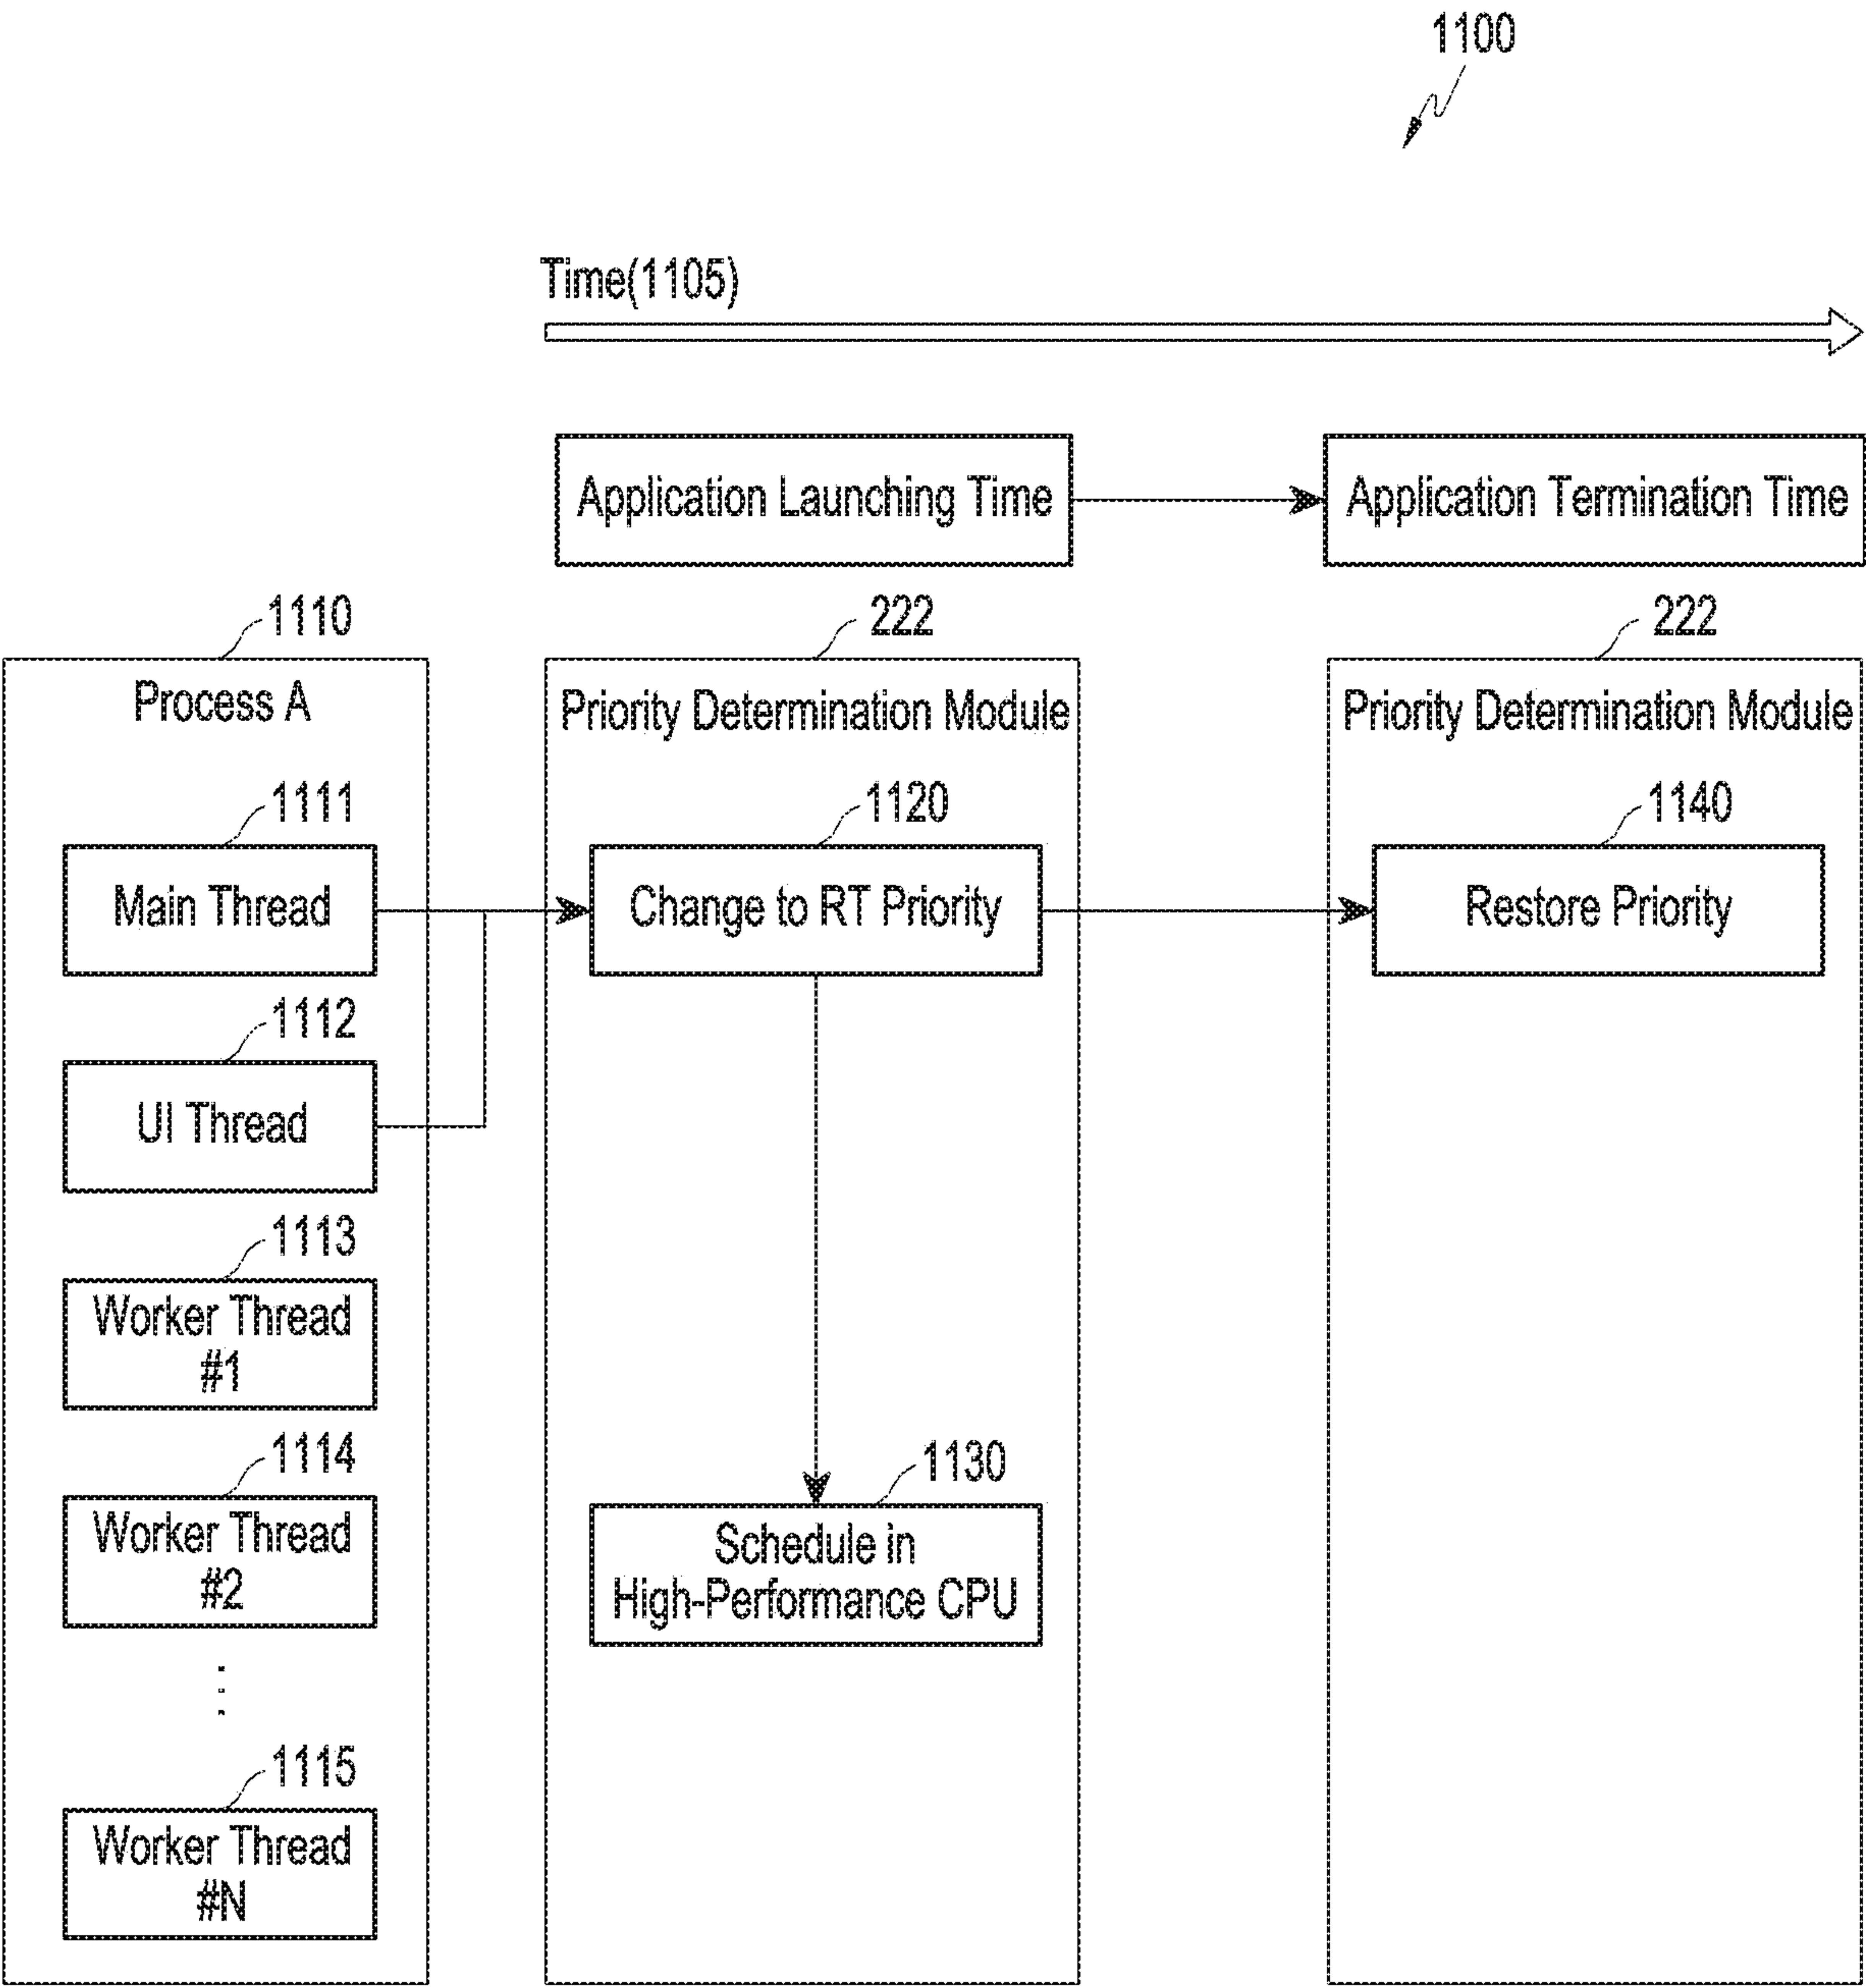 1100
Time(1105)
Application Launching Time
Application Termination Time
1110
222
222
Process A
Priority Determination Module
Priority Determination Module
1111
1120
1140
Main Thread
Change to RT Priority
Restore Priority
1112
UI Thread
1113
Worker Thread
#1
1114
1130
Worker Thread
#2
Schedule in
High-Performance CPU
1115
Worker Thread
#N